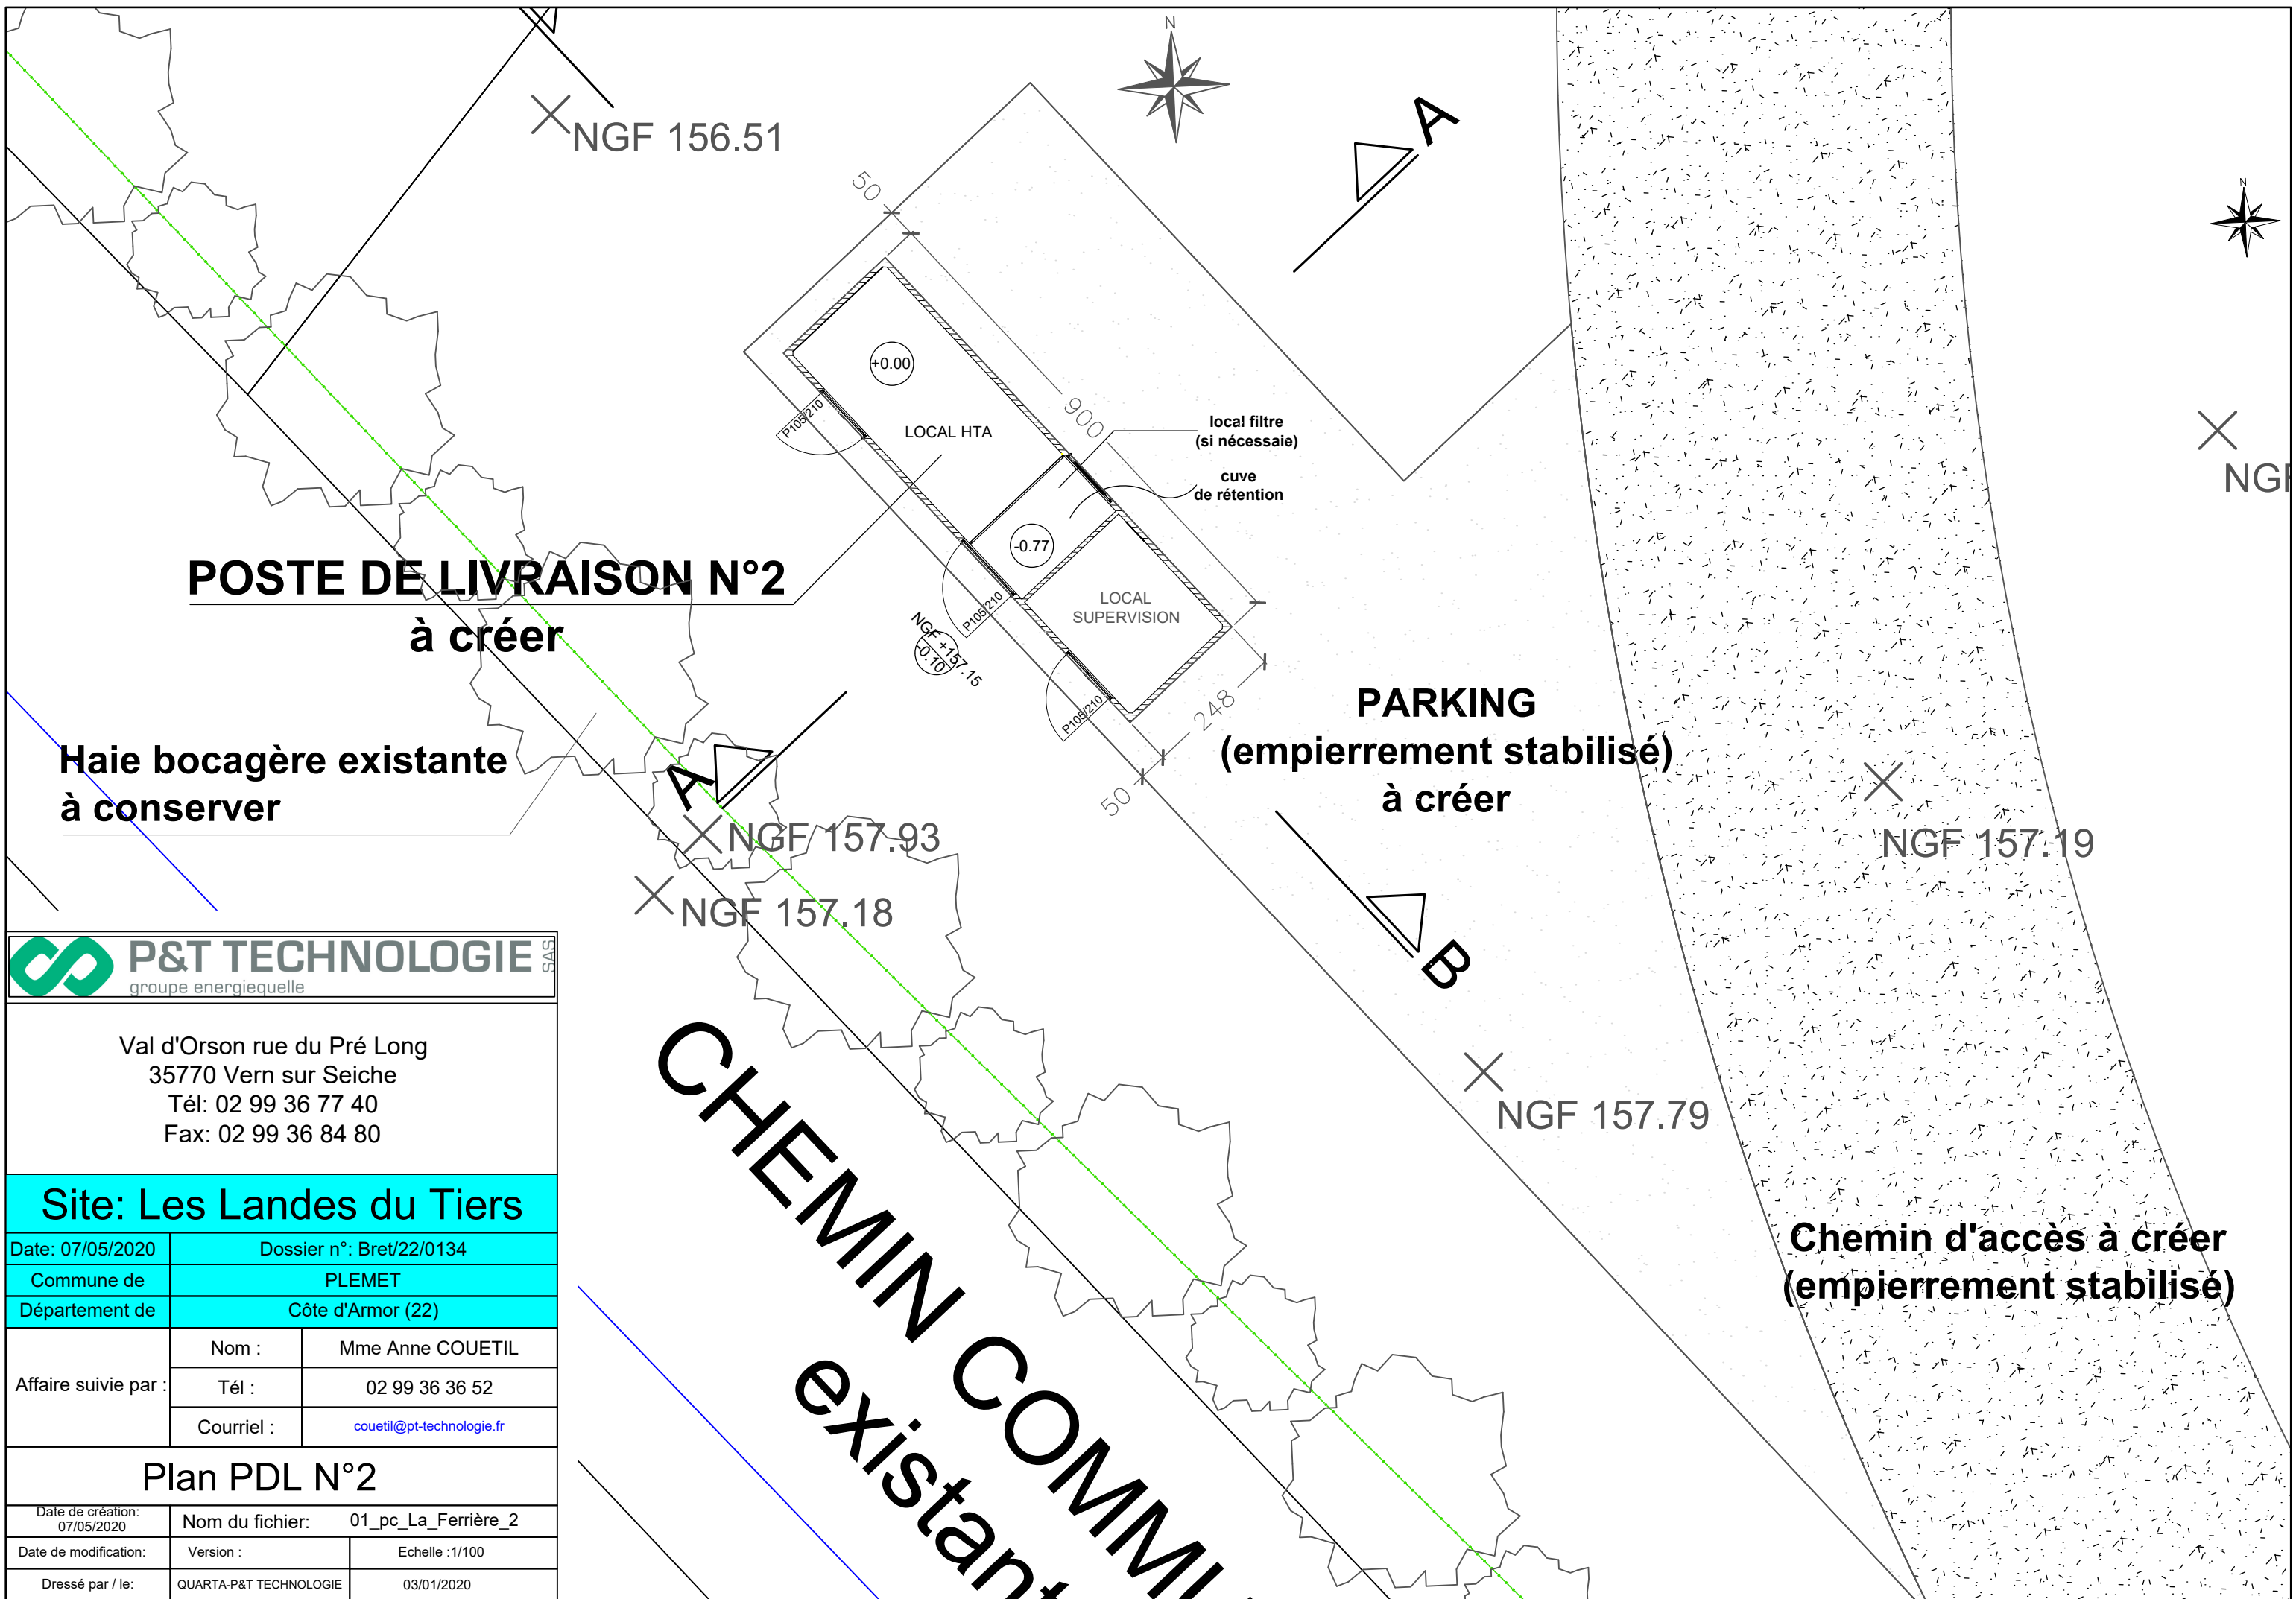 N
A
NGF 156.51
50
N
+0.00
P105/210
LOCAL HTA
900
local filtre
(si nécessaie)
cuve
de rétention
NGF
-0.77
POSTE DE LIVRAISON N°2
à créer
P105/210
LOCAL
SUPERVISION
NGF +157.15
-0.10
P105/210
248
50
PARKING
(empierrement stabilisé)
à créer
Haie bocagère existante
à conserver
A
NGF 157.93
NGF 157.18
NGF 157.19
B
NGF 157.79
P&T TECHNOLOGIE SAS
groupe energiequelle
Val d'Orson rue du Pré Long
35770 Vern sur Seiche
Tél: 02 99 36 77 40
Fax: 02 99 36 84 80
CHEMIN COMMU
existant
Chemin d'accès à créer
(empierrement stabilisé)
Site: Les Landes du Tiers
Date: 07/05/2020 Dossier n°: Bret/22/0134
Commune de PLEMET
Département de Côte d'Armor (22)
Affaire suivie par :
Nom : Mme Anne COUETIL
Tél : 02 99 36 36 52
Courriel : couetil@pt-technologie.fr
Plan PDL N°2
Date de création:
07/05/2020
Nom du fichier: 01_pc_La_Ferrière_2
Date de modification: Version : Echelle :1/100
Dressé par / le: QUARTA-P&T TECHNOLOGIE 03/01/2020